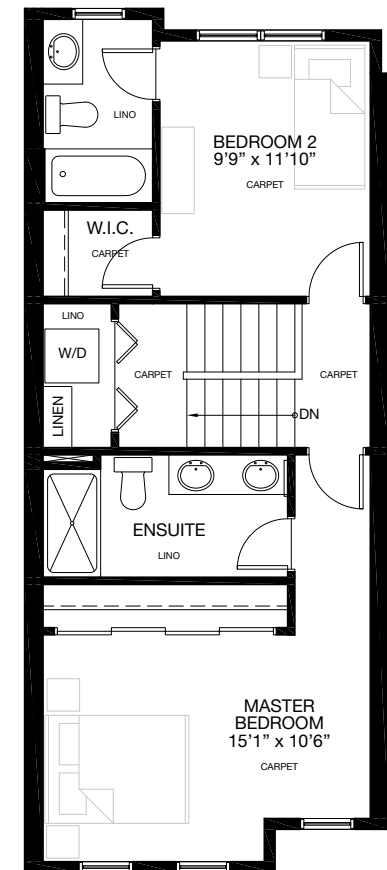 LINO
BEDROOM 2
9'9" x 11'10"
CARPET
W.I.C.
CARPET
LINO
W/D
CARPET
CARPET
LINEN
DN
ENSUITE
LINO
MASTER
BEDROOM
15'1" x 10'6"
CARPET